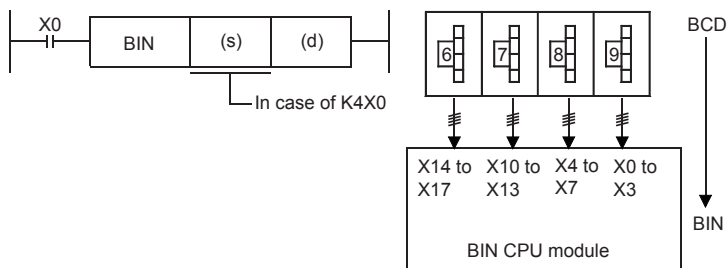 X0
BIN (s) (d)
In case of K4X0
6 7 8 9
BCD
X14 to X17
X10 to X13
X4 to X7
X0 to X3
BIN
BIN CPU module